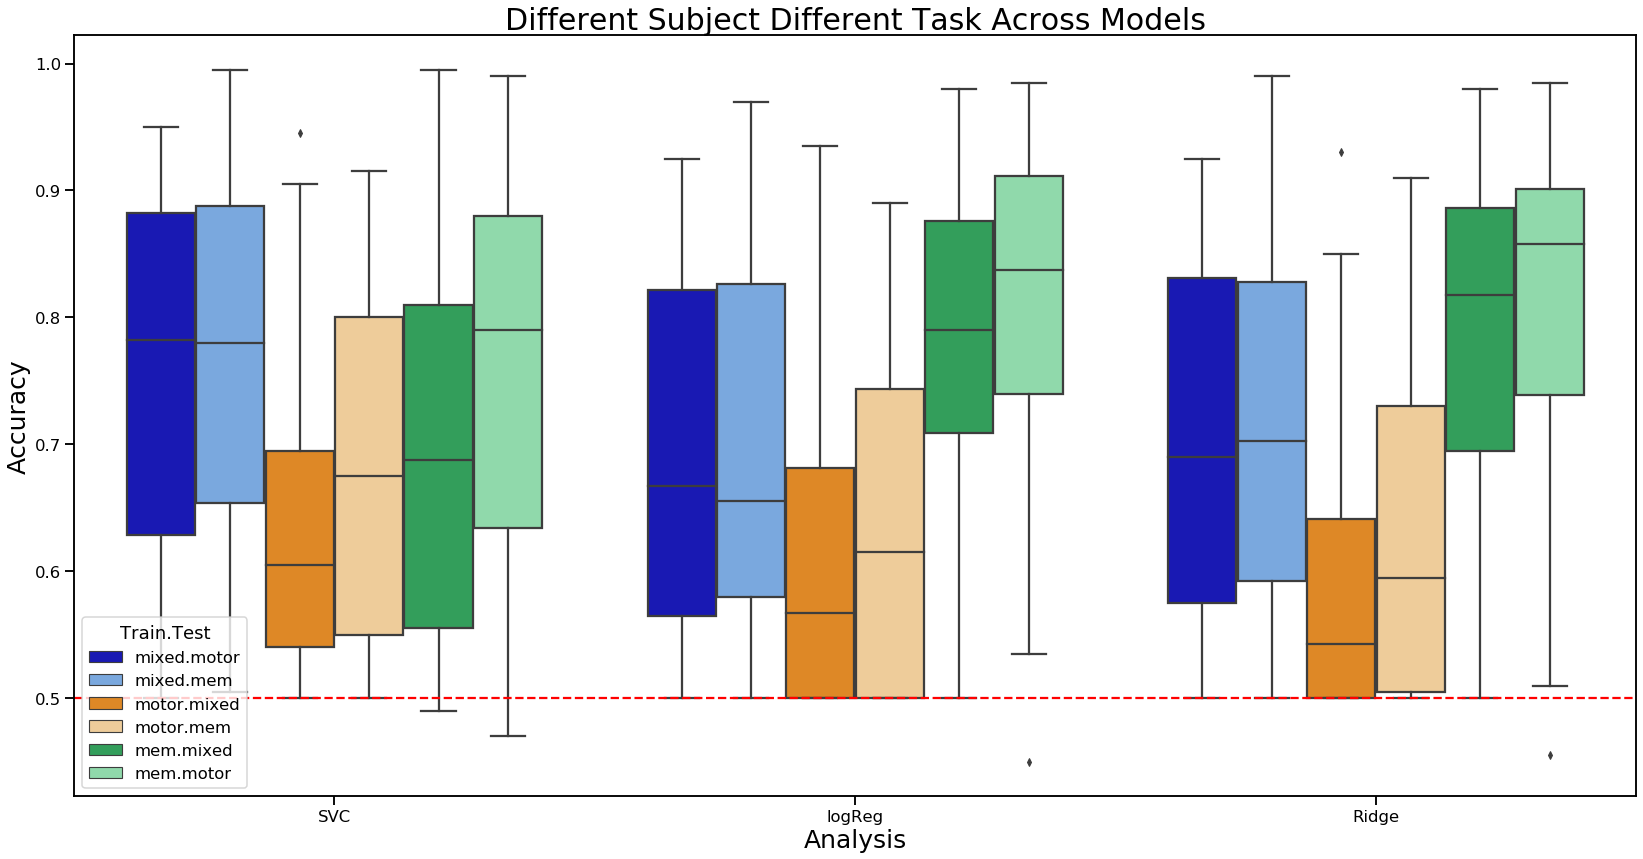 Different Subject Different Task Across Models
Accuracy
1.0
0.9
0.8
0.7
0.6
0.5
Train.Test
mixed.motor
mixed.mem
motor.mixed
motor.mem
mem.mixed
mem.motor
SVC logReg Ridge
Analysis